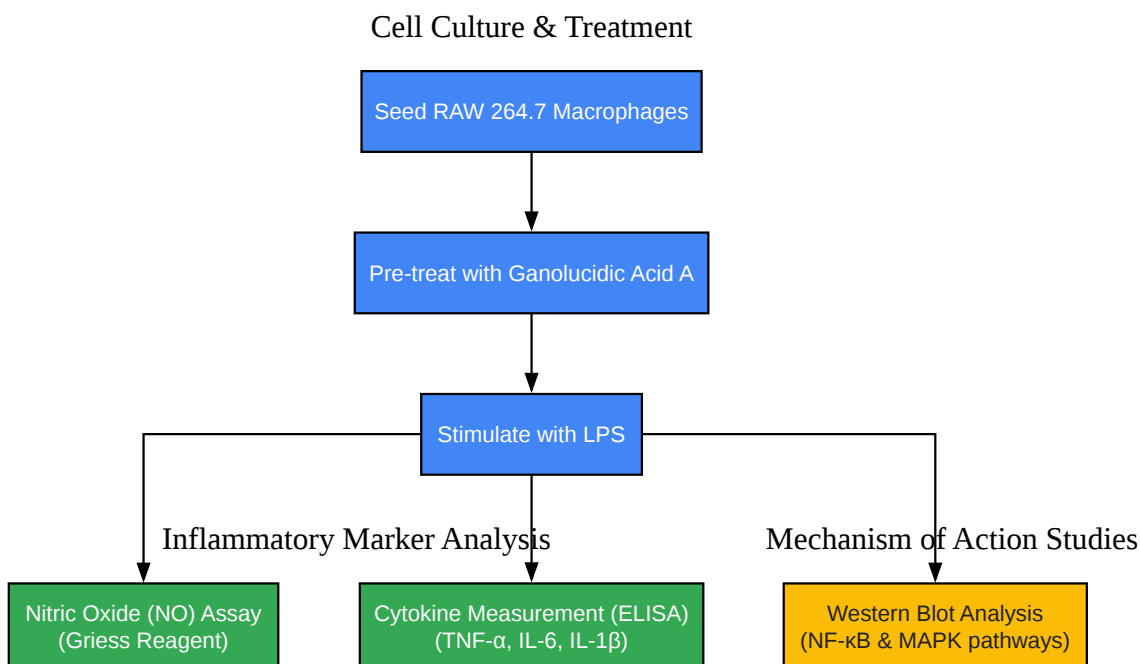 Cell Culture & Treatment
Seed RAW 264.7 Macrophages
Pre-treat with Ganolucidic Acid A
Stimulate with LPS
Inflammatory Marker Analysis
Mechanism of Action Studies
Nitric Oxide (NO) Assay
(Griess Reagent)
Cytokine Measurement (ELISA)
(TNF-α, IL-6, IL-1β)
Western Blot Analysis
(NF-κB & MAPK pathways)